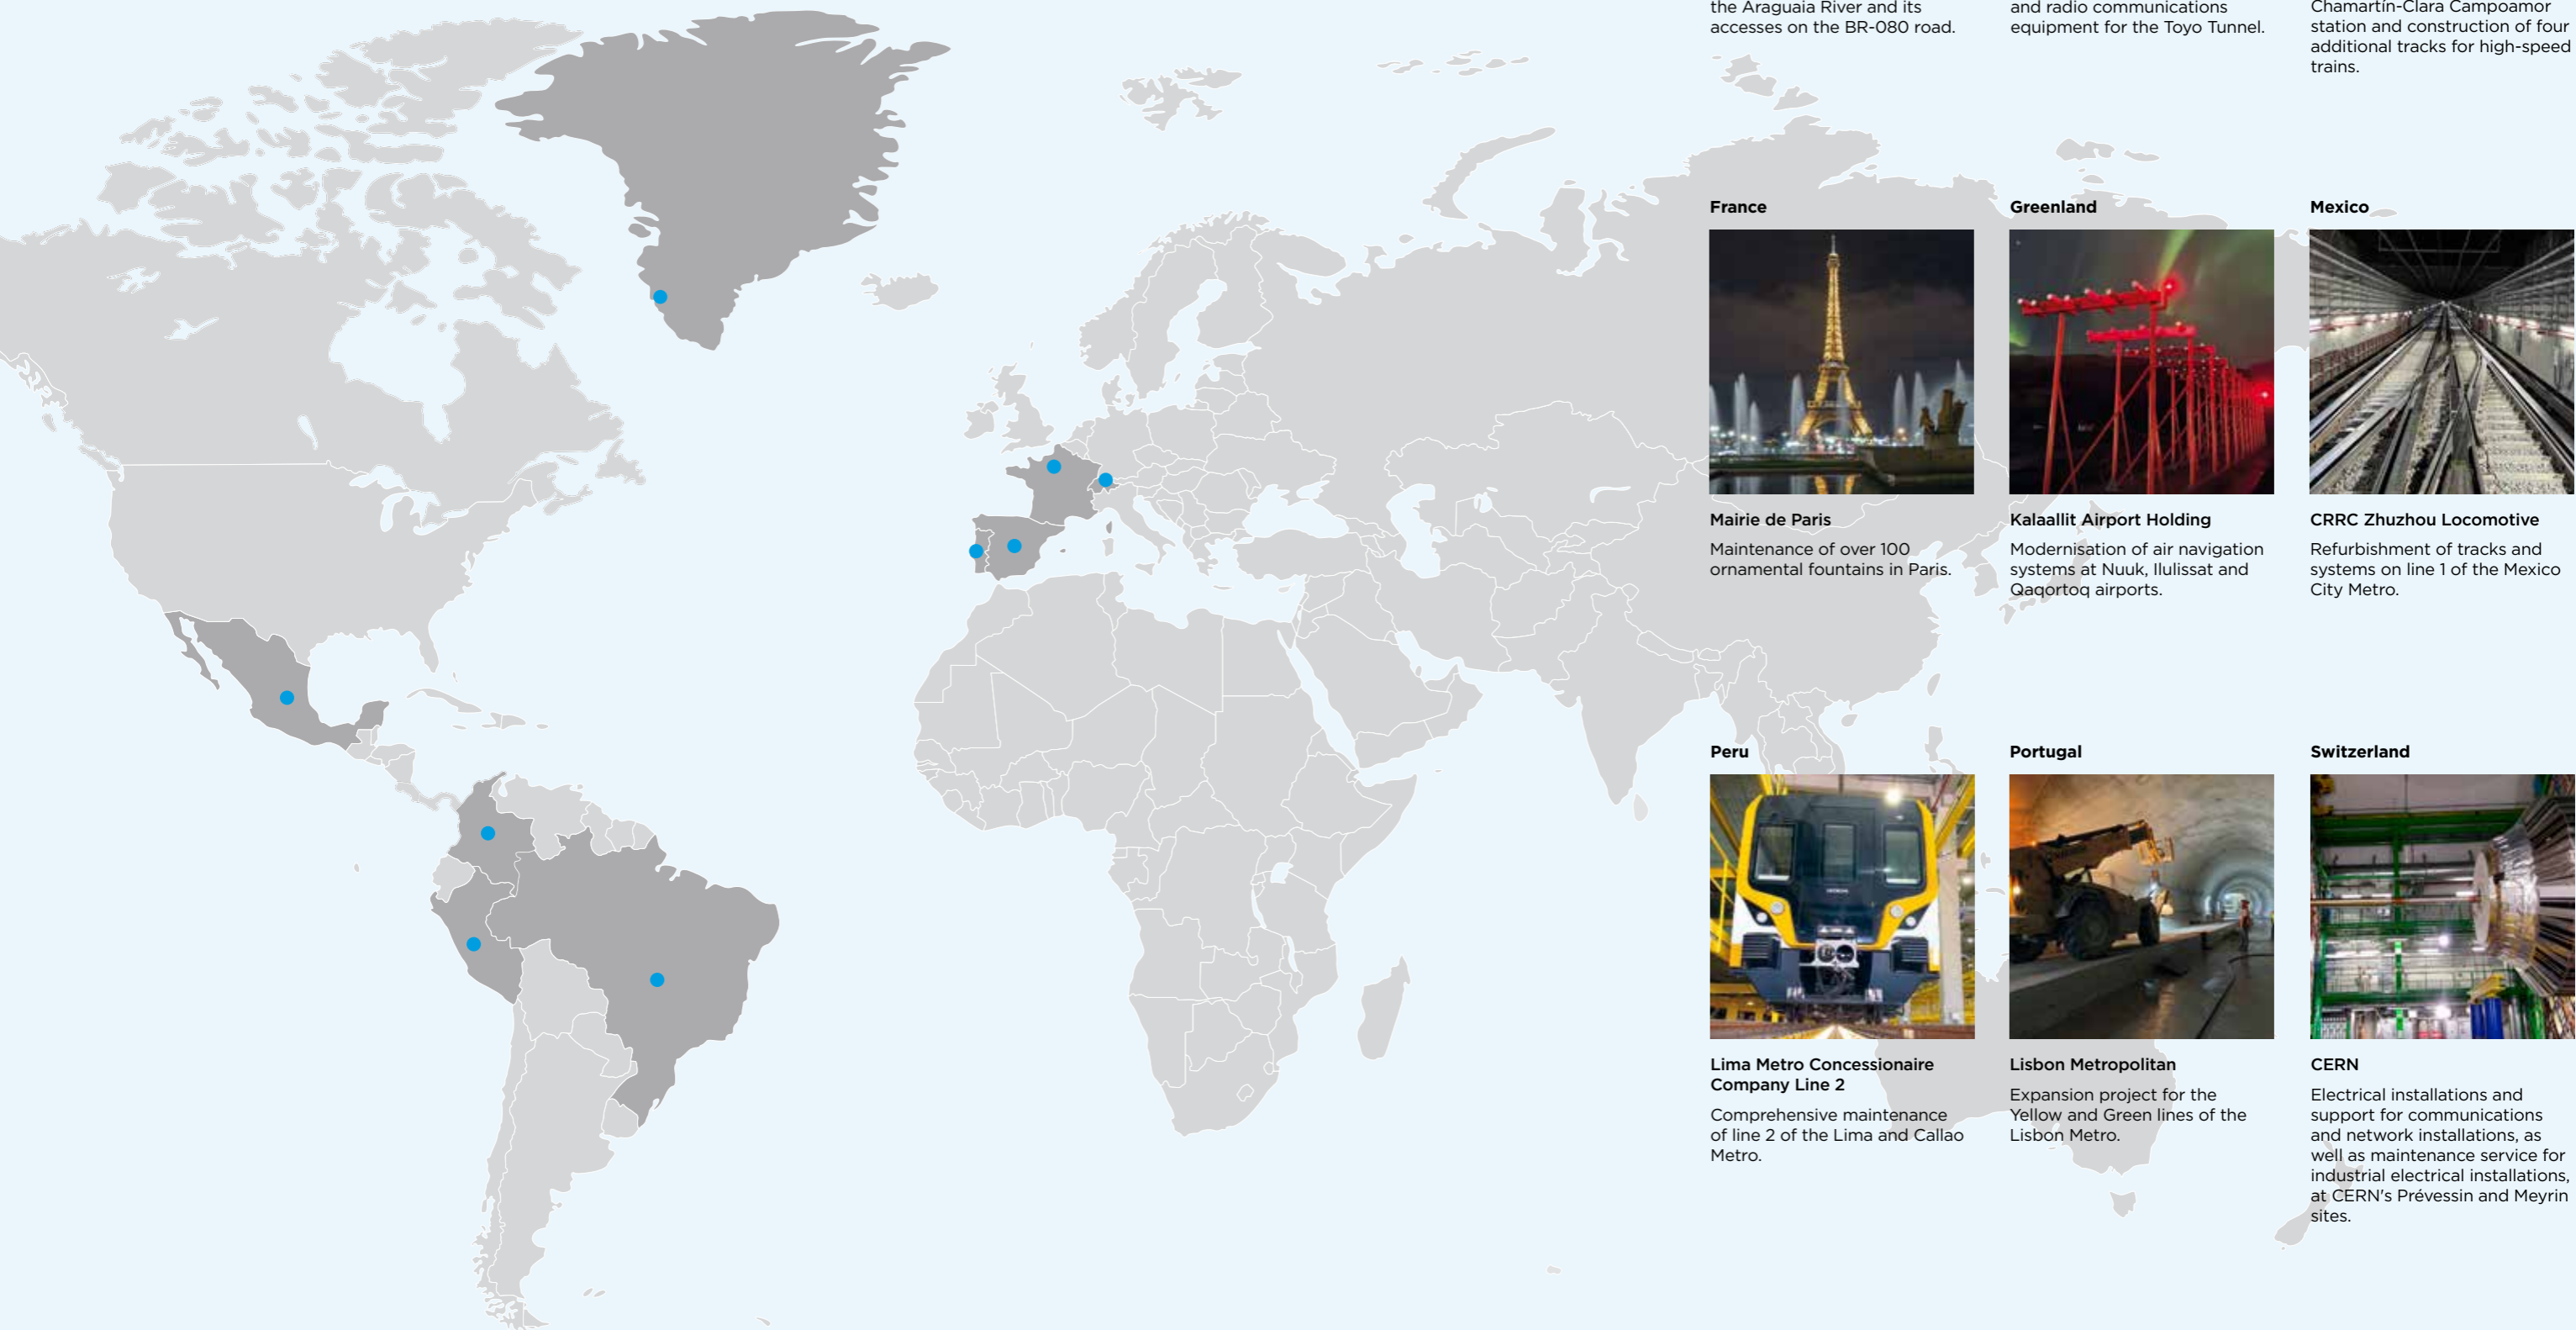 the Araguaia River and its
accesses on the BR-080 road.
and radio communications
equipment for the Toyo Tunnel.
Chamartín-Clara Campoamor
station and construction of four
additional tracks for high-speed
trains.
France
Mairie de Paris
Maintenance of over 100
ornamental fountains in Paris.
Greenland
Kalaallit Airport Holding
Modernisation of air navigation
systems at Nuuk, Ilulissat and
Qaqortoq airports.
Mexico
CRRC Zhuzhou Locomotive
Refurbishment of tracks and
systems on line 1 of the Mexico
City Metro.
Peru
HITACHI
Lima Metro Concessionaire
Company Line 2
Comprehensive maintenance
of line 2 of the Lima and Callao
Metro.
Portugal
Lisbon Metropolitan
Expansion project for the
Yellow and Green lines of the
Lisbon Metro.
Switzerland
CERN
Electrical installations and
support for communications
and network installations, as
well as maintenance service for
industrial electrical installations,
at CERN's Prévessin and Meyrin
sites.